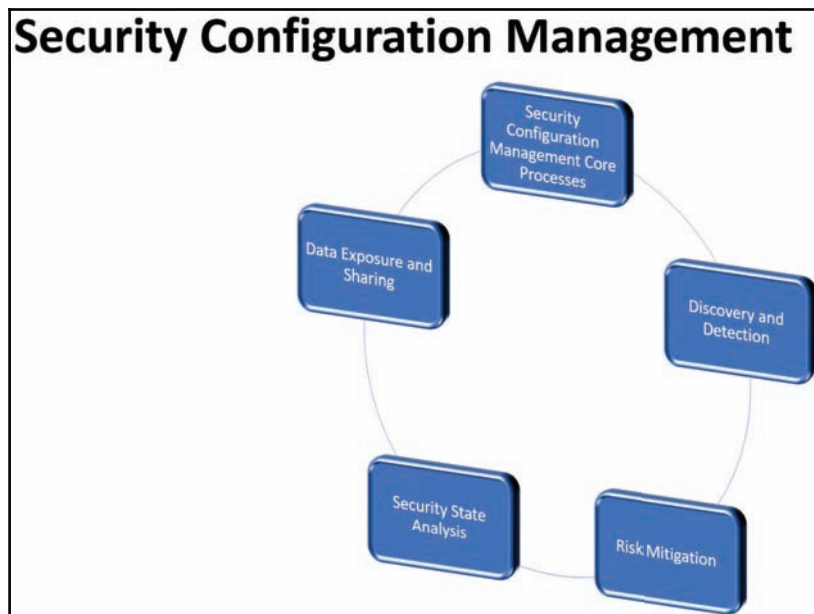 Security Configuration Management
Security
Configuration
Management Core
Processes
Data Exposure and
Sharing
Discovery and
Detection
Security State
Analysis
Risk Mitigation